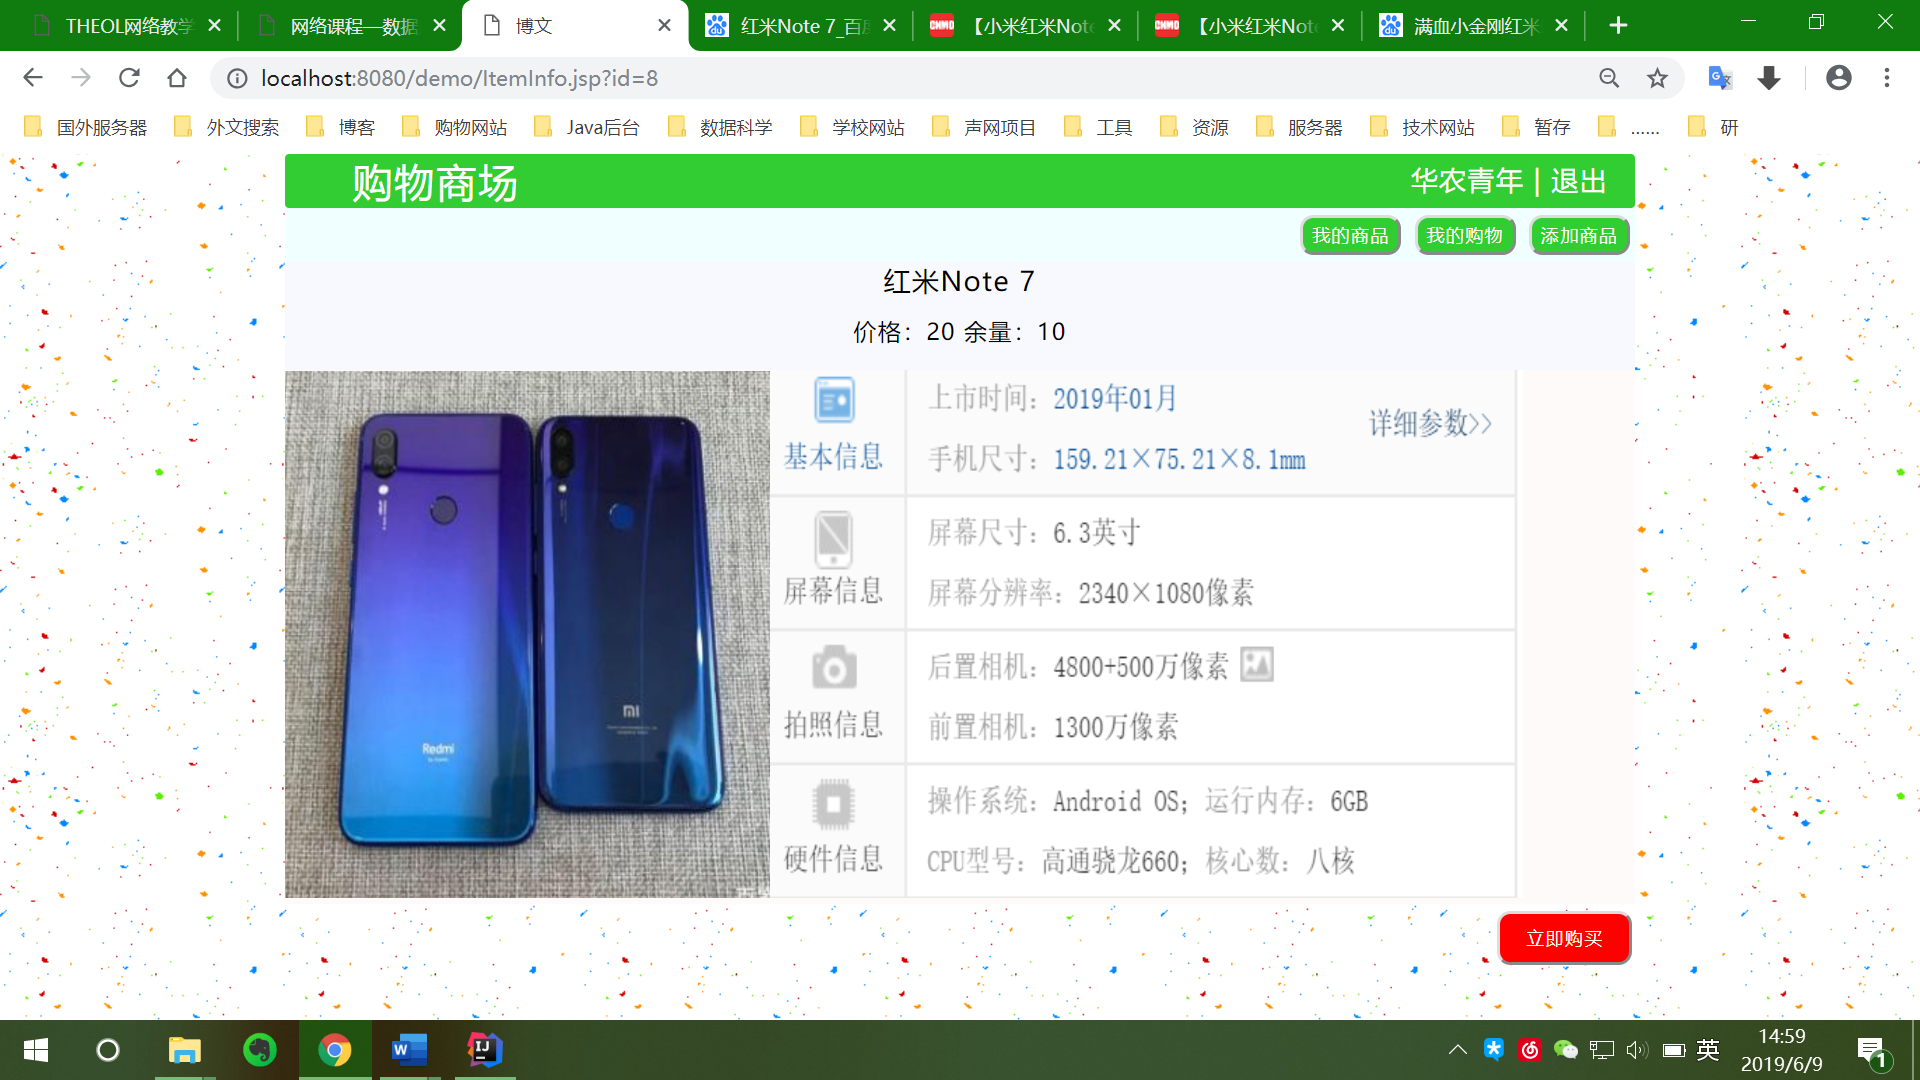 THEOL网络教学
网络课程—数据
博文
红米Note 7_百度
【小米红米Note
【小米红米Note
满血小金刚红米
localhost:8080/demo/ItemInfo.jsp?id=8
国外服务器
外文搜索
博客
购物网站
Java后台
数据科学
学校网站
声网项目
工具
资源
服务器
技术网站
暂存
......
研
购物商场
华农青年 | 退出
我的商品
我的购物
添加商品
红米Note 7
价格：20 余量：10
基本信息
上市时间：2019年01月
手机尺寸：159.21×75.21×8.1mm
详细参数>>
屏幕信息
屏幕尺寸：6.3英寸
屏幕分辨率：2340×1080像素
拍照信息
后置相机：4800+500万像素
前置相机：1300万像素
硬件信息
操作系统：Android OS；运行内存：6GB
CPU型号：高通骁龙660；核心数：八核
Redmi
MI
立即购买
英
14:59
2019/6/9
1